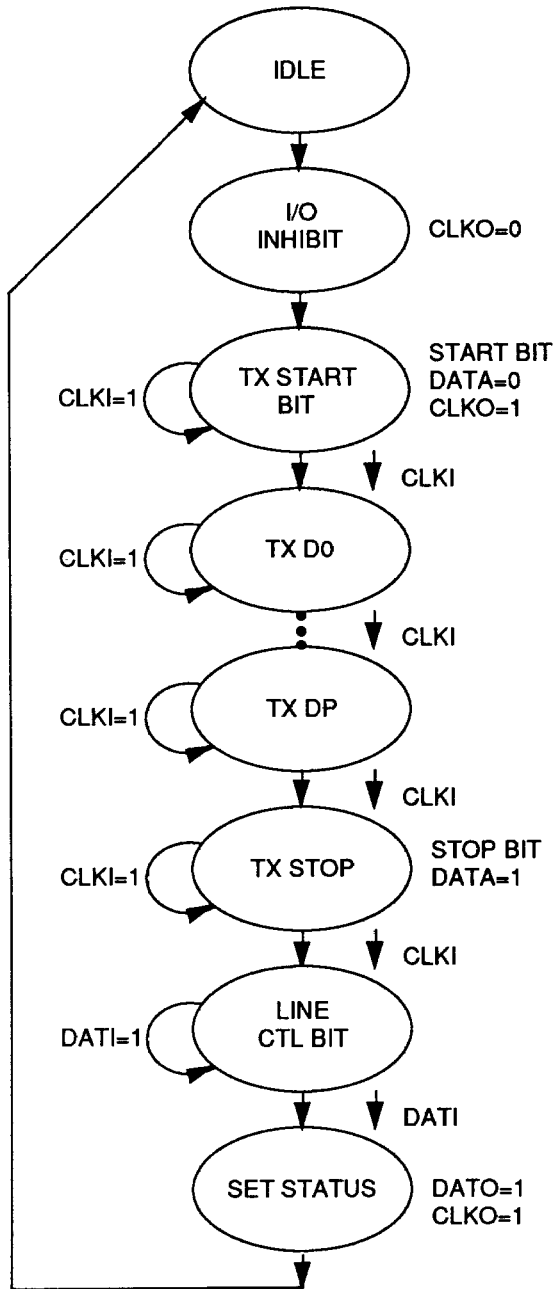 IDLE
I/O
INHIBIT
CLKO=0
TX START
BIT
START BIT
DATA=0
CLKO=1
CLKI=1
CLKI
TX D0
CLKI=1
CLKI
TX DP
CLKI=1
CLKI
TX STOP
STOP BIT
DATA=1
CLKI=1
CLKI
LINE
CTL BIT
DATI=1
DATI
SET STATUS
DATO=1
CLKO=1